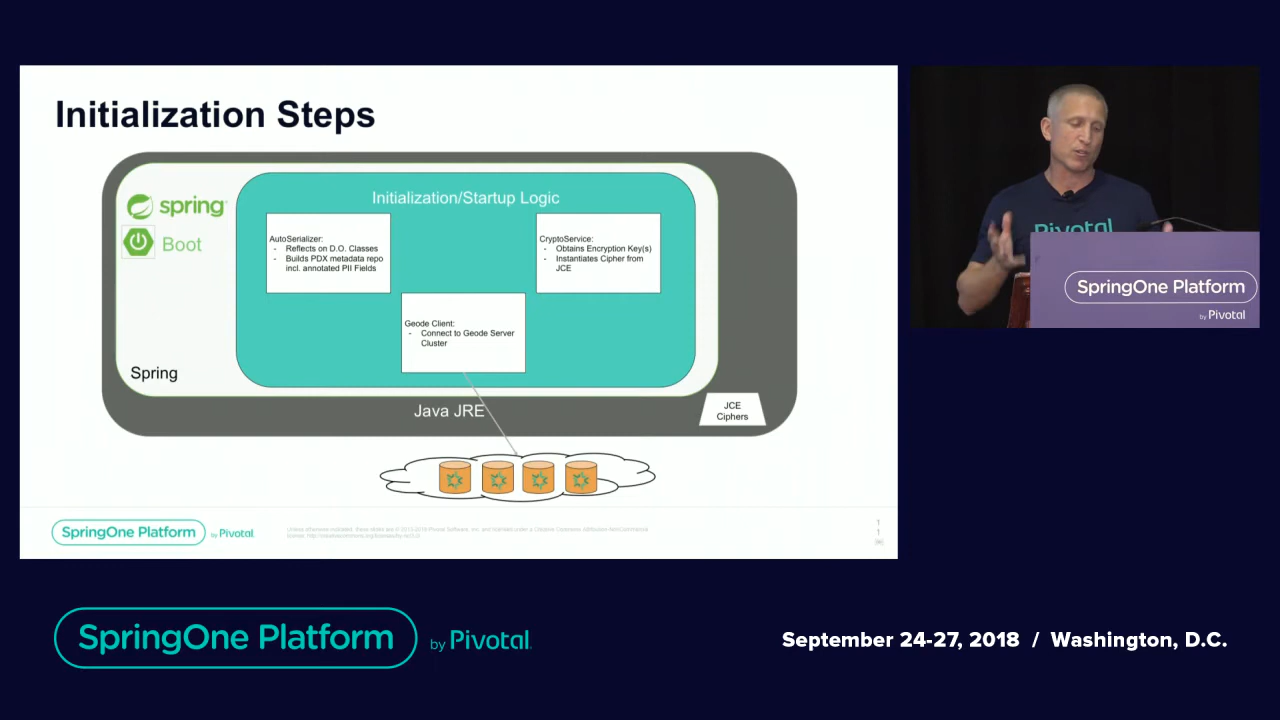 Initialization Steps
spring
Boot
Initialization/Startup Logic
AutoSerializer:
- Reflects on D.O. Classes
- Builds PDX metadata repo
incl. annotated PII Fields
CryptoService:
- Obtains Encryption Key(s)
- Instantiates Cipher from
JCE
Geode Client:
- Connect to Geode Server
Cluster
Spring
Java JRE
JCE
Ciphers
SpringOne Platform by Pivotal
1
1
Pivotal
SpringOne Platform
by Pivotal
SpringOne Platform by Pivotal
September 24-27, 2018 / Washington, D.C.